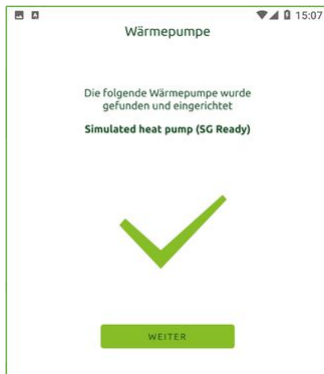 15:07
Wärmepumpe
Die folgende Wärmepumpe wurde
gefunden und eingerichtet
Simulated heat pump (SG Ready)
WEITER